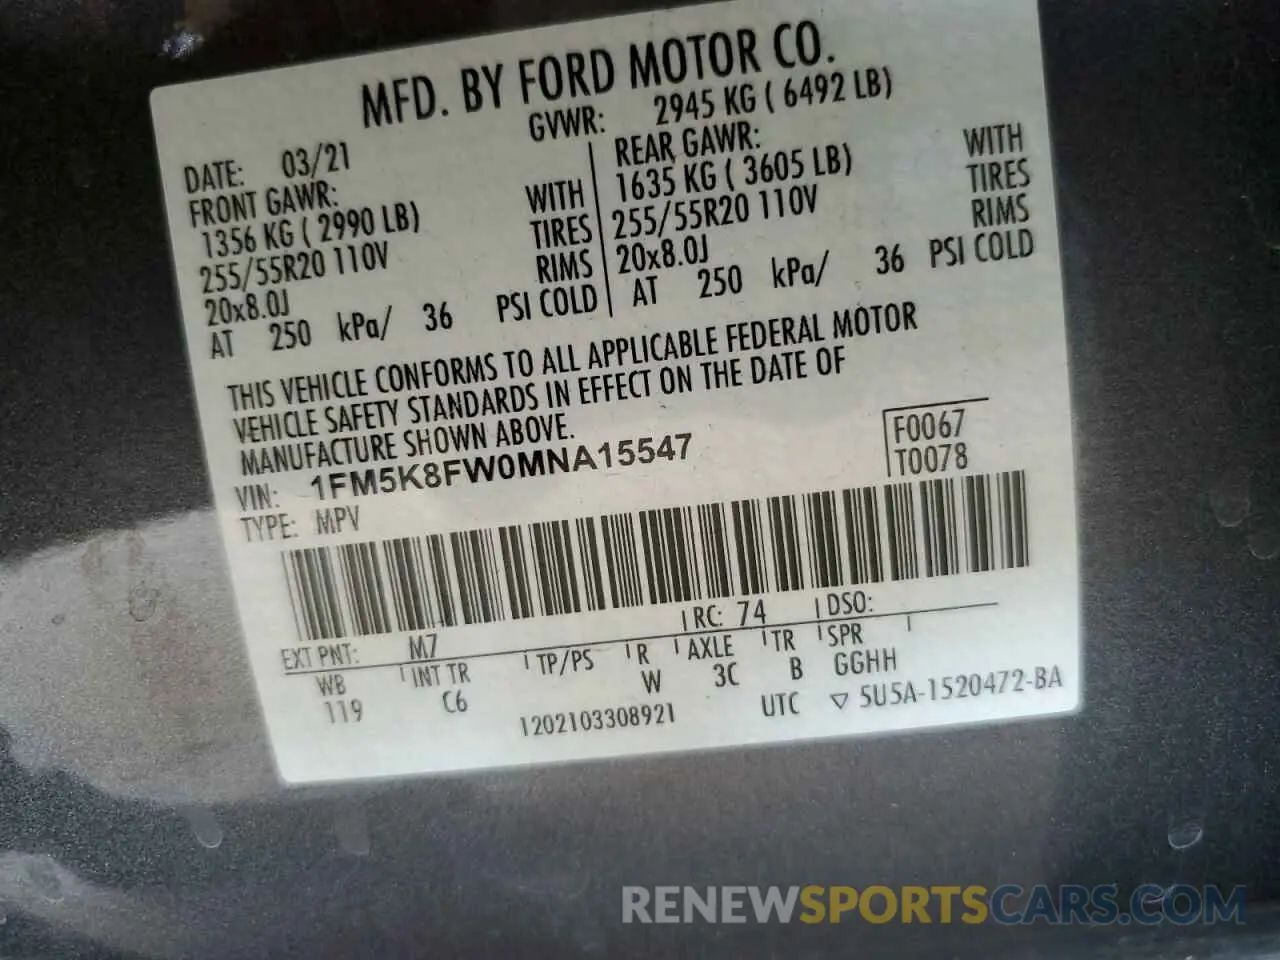 MFD. BY FORD MOTOR CO.
DATE: 03/21 GVWR: 2945 KG ( 6492 LB)
FRONT GAWR: REAR GAWR:
1356 KG ( 2990 LB) WITH 1635 KG ( 3605 LB) WITH
255/55R20 110V TIRES 255/55R20 110V TIRES
20x8.0J RIMS 20x8.0J RIMS
AT 250 kPa/ 36 PSI COLD AT 250 kPa/ 36 PSI COLD
THIS VEHICLE CONFORMS TO ALL APPLICABLE FEDERAL MOTOR
VEHICLE SAFETY STANDARDS IN EFFECT ON THE DATE OF
MANUFACTURE SHOWN ABOVE.
VIN: 1FM5K8FW0MNA15547 F0067
TYPE: MPV T0078
EXT PNT: M7 RC: 74 DSO:
WB INT TR TP/PS R AXLE TR SPR
119 C6 W 3C B GGHH
1202103308921 UTC ▽ 5U5A-1520472-BA
RENEWSPORTSCARS.COM